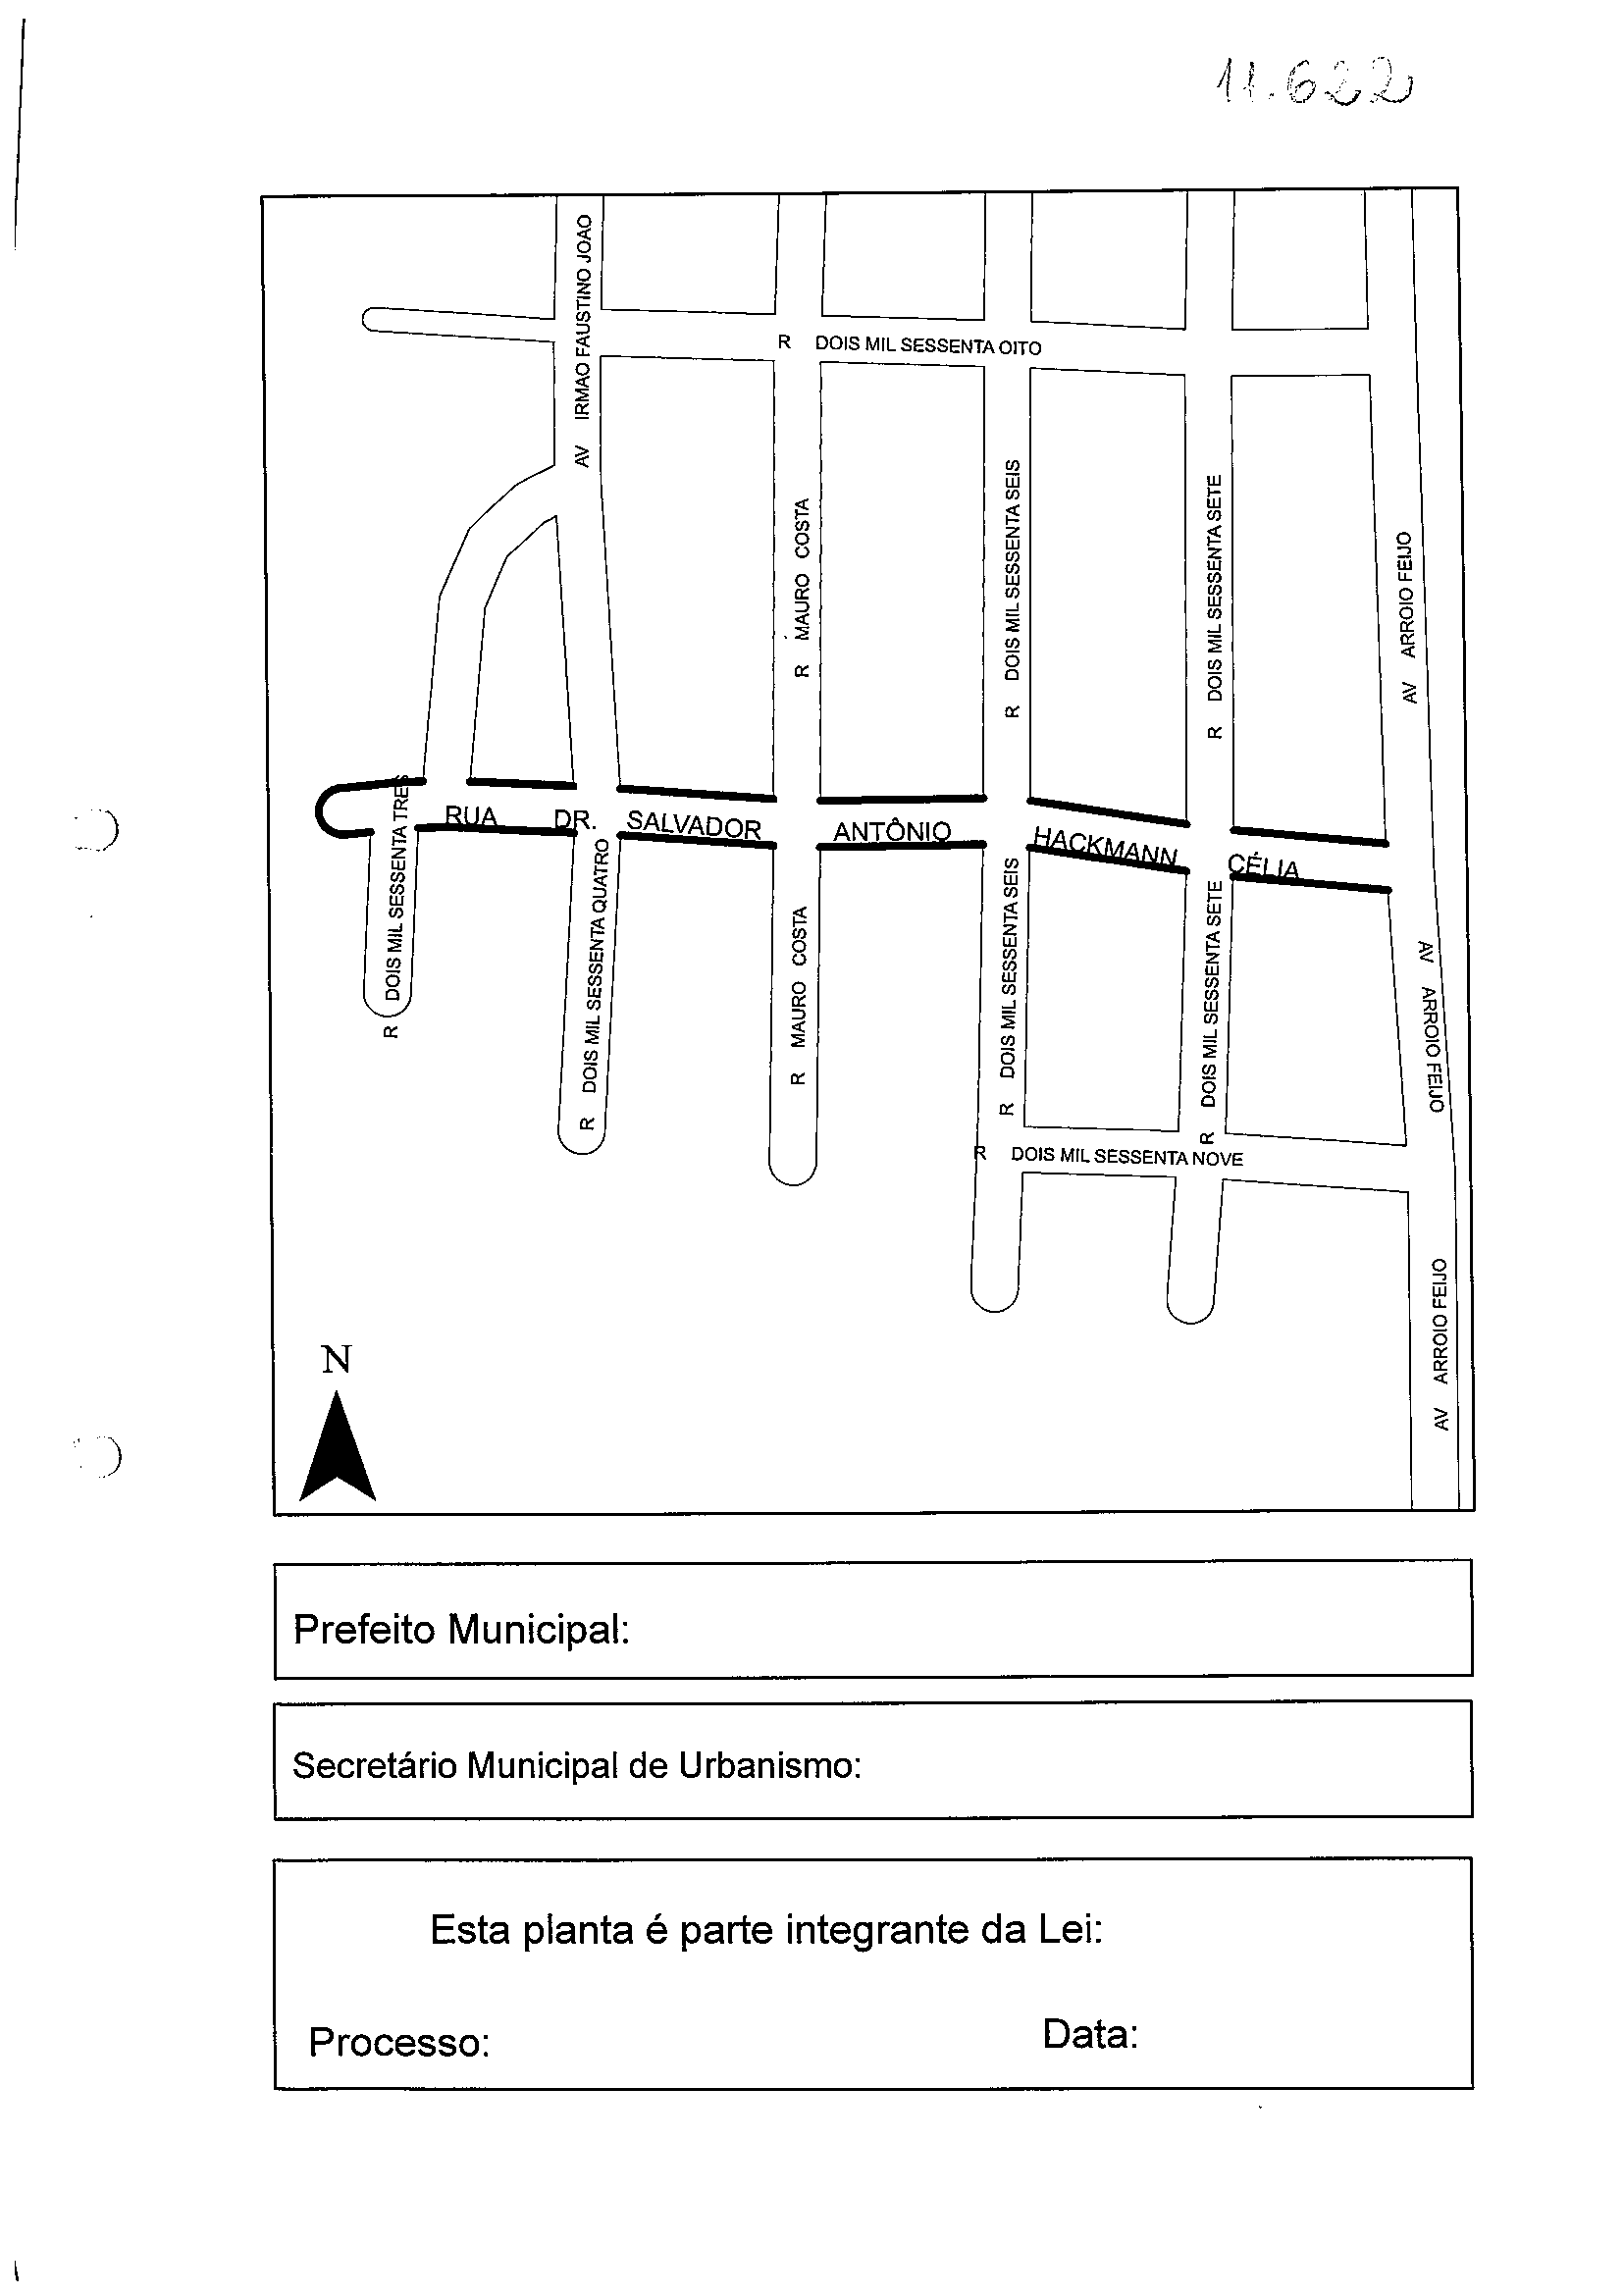 11.622
AV IRMAO FAUSTINO JOAO
R DOIS MIL SESSENTA OITO
R MAURO COSTA
R DOIS MIL SESSENTA SEIS
R DOIS MIL SESSENTA SETE
AV ARROIO FEIJO
RUA DR. SALVADOR ANTÔNIO HACKMANN CÉLIA
R DOIS MIL SESSENTA TRES
R DOIS MIL SESSENTA QUATRO
R MAURO COSTA
R DOIS MIL SESSENTA SEIS
R DOIS MIL SESSENTA SETE
AV ARROIO FEIJO
R DOIS MIL SESSENTA NOVE
AV ARROIO FEIJO
N
Prefeito Municipal:
Secretário Municipal de Urbanismo:
Esta planta é parte integrante da Lei:
Processo:
Data: